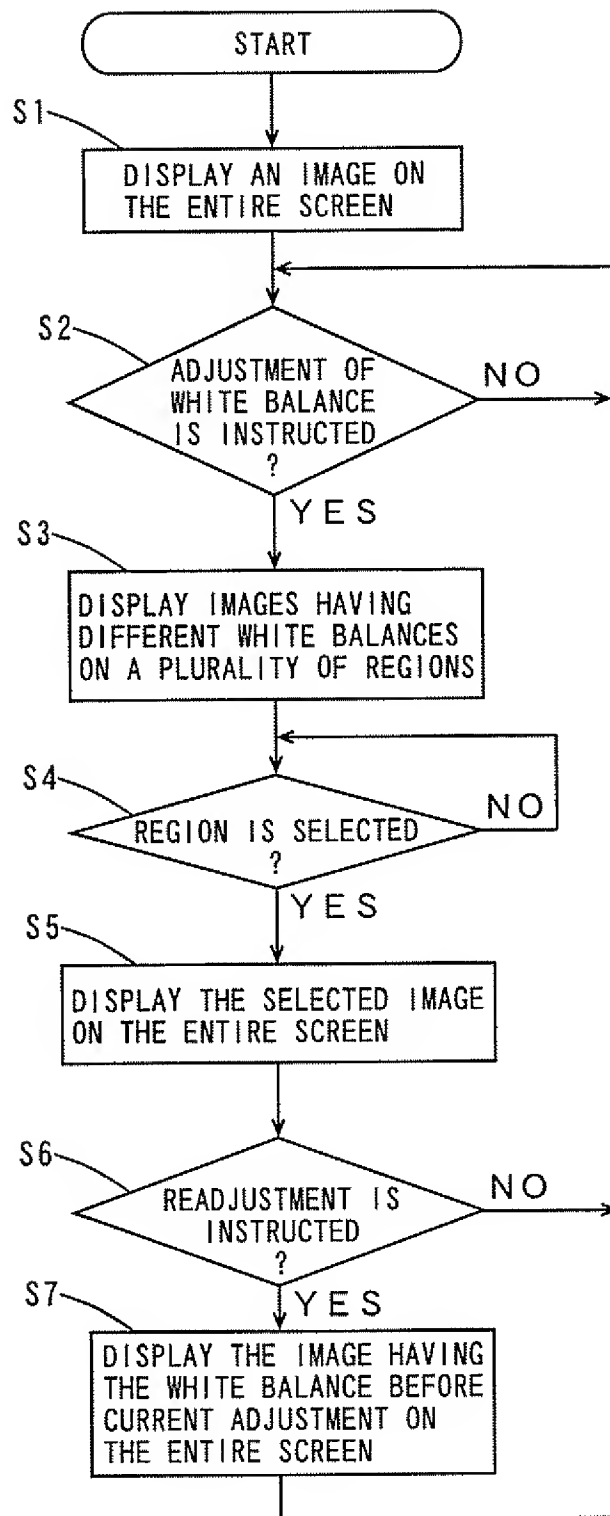 START
S1
DISPLAY AN IMAGE ON
THE ENTIRE SCREEN
S2
ADJUSTMENT OF
WHITE BALANCE
IS INSTRUCTED
?
NO
YES
S3
DISPLAY IMAGES HAVING
DIFFERENT WHITE BALANCES
ON A PLURALITY OF REGIONS
S4
REGION IS SELECTED
?
NO
YES
S5
DISPLAY THE SELECTED IMAGE
ON THE ENTIRE SCREEN
S6
READJUSTMENT IS
INSTRUCTED
?
NO
YES
S7
DISPLAY THE IMAGE HAVING
THE WHITE BALANCE BEFORE
CURRENT ADJUSTMENT ON
THE ENTIRE SCREEN